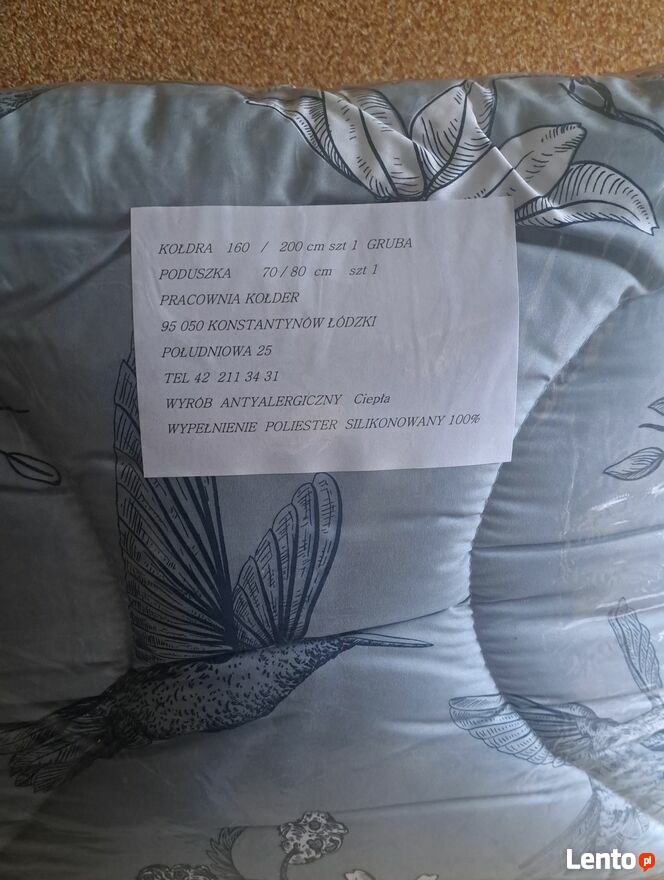 KOŁDRA 160 / 200 cm szt 1 GRUBA
PODUSZKA 70/80 cm szt 1
PRACOWNIA KOŁDER
95 050 KONSTANTYNÓW ŁÓDZKI
POŁUDNIOWA 25
TEL 42 211 34 31
WYRÓB ANTYALERGICZNY Ciepła
WYPEŁNIENIE POLIESTER SILIKONOWANY 100%
Lento.pl